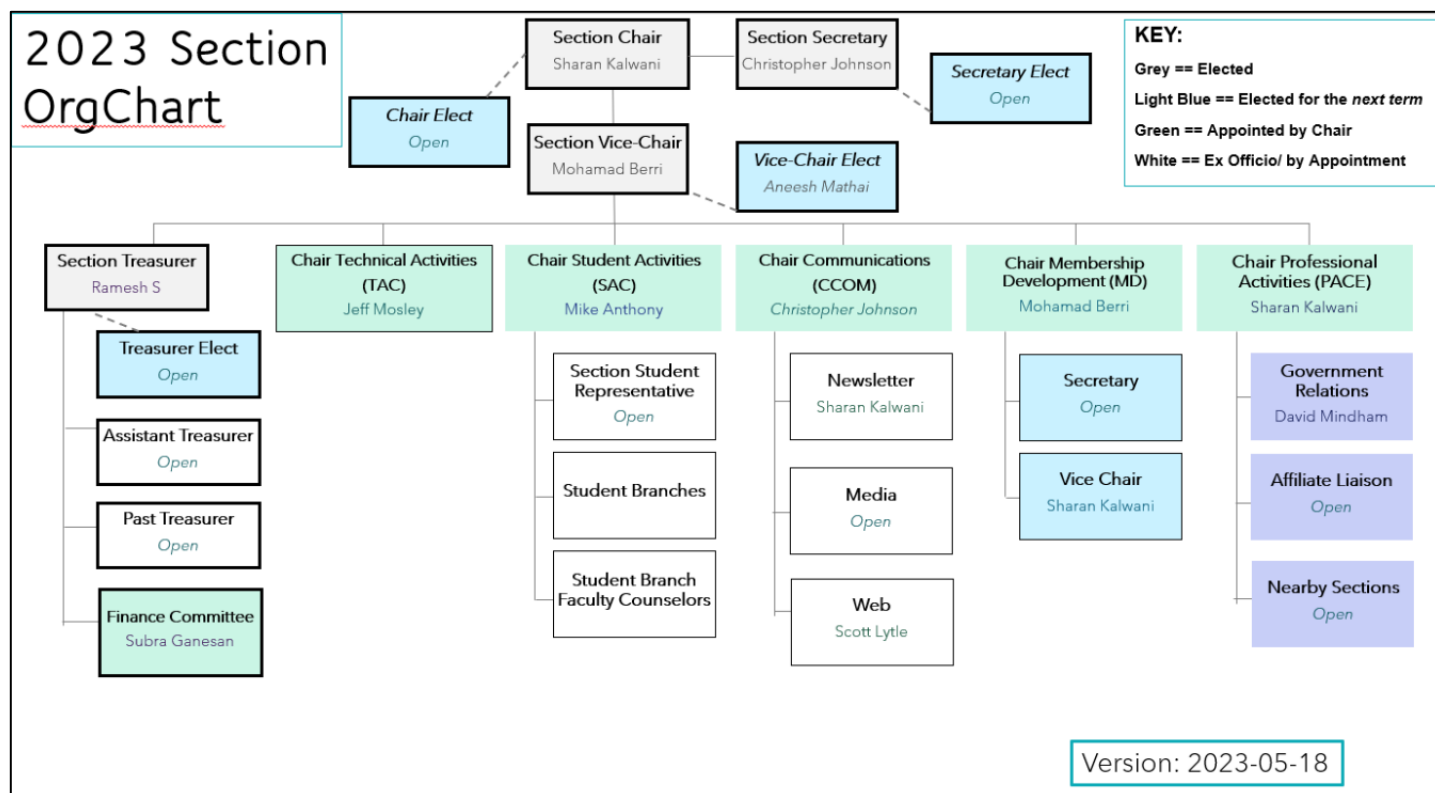 2023 Section
OrgChart
Section Chair
Sharan Kalwani
Section Secretary
Christopher Johnson
KEY:
Grey == Elected
Light Blue == Elected for the next term
Green == Appointed by Chair
White == Ex Officio/ by Appointment
Secretary Elect
Open
Chair Elect
Open
Section Vice-Chair
Mohamad Berri
Vice-Chair Elect
Aneesh Mathai
Section Treasurer
Ramesh S
Chair Technical Activities
(TAC)
Jeff Mosley
Chair Student Activities
(SAC)
Mike Anthony
Chair Communications
(CCOM)
Christopher Johnson
Chair Membership
Development (MD)
Mohamad Berri
Chair Professional
Activities (PACE)
Sharan Kalwani
Treasurer Elect
Open
Assistant Treasurer
Open
Past Treasurer
Open
Finance Committee
Subra Ganesan
Section Student
Representative
Open
Student Branches
Student Branch
Faculty Counselors
Newsletter
Sharan Kalwani
Media
Open
Web
Scott Lytle
Secretary
Open
Vice Chair
Sharan Kalwani
Government
Relations
David Mindham
Affiliate Liaison
Open
Nearby Sections
Open
Version: 2023-05-18